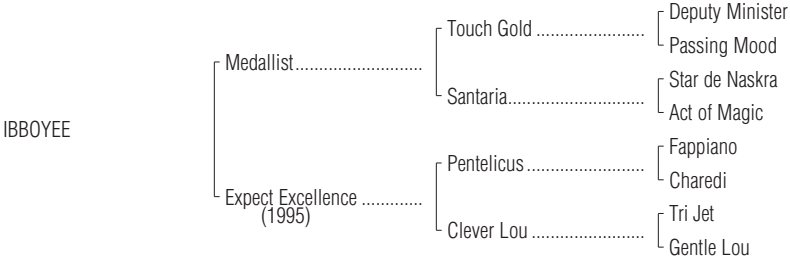 Deputy Minister
Touch Gold .......................
Passing Mood
Medallist...........................
Star de Naskra
Santaria.............................
Act of Magic
IBBOYEE
Fappiano
Pentelicus.........................
Charedi
Expect Excellence .............
(1995)
Tri Jet
Clever Lou ........................
Gentle Lou